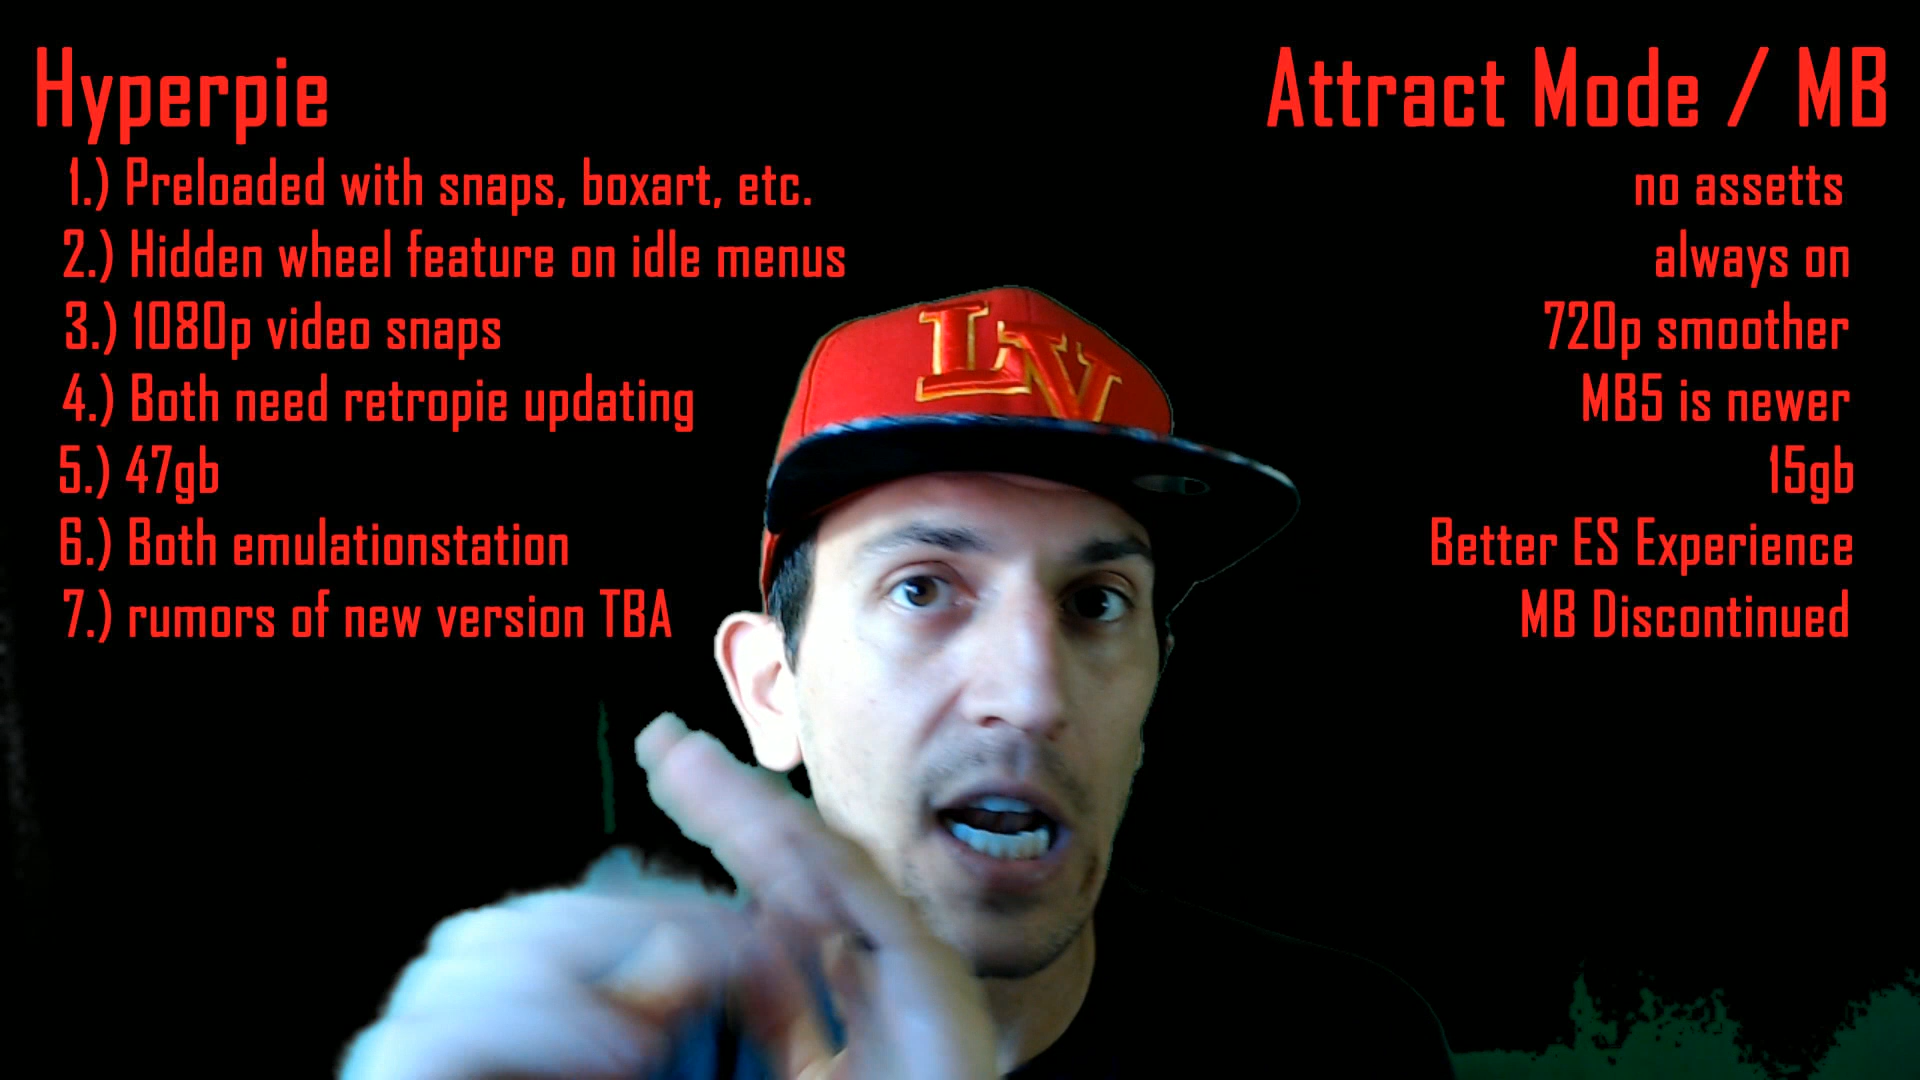 Hyperpie
1.) Preloaded with snaps, boxart, etc.
2.) Hidden wheel feature on idle menus
3.) 1080p video snaps
4.) Both need retropie updating
5.) 47gb
6.) Both emulationstation
7.) rumors of new version TBA
Attract Mode / MB
no assetts
always on
720p smoother
MB5 is newer
15gb
Better ES Experience
MB Discontinued
LV